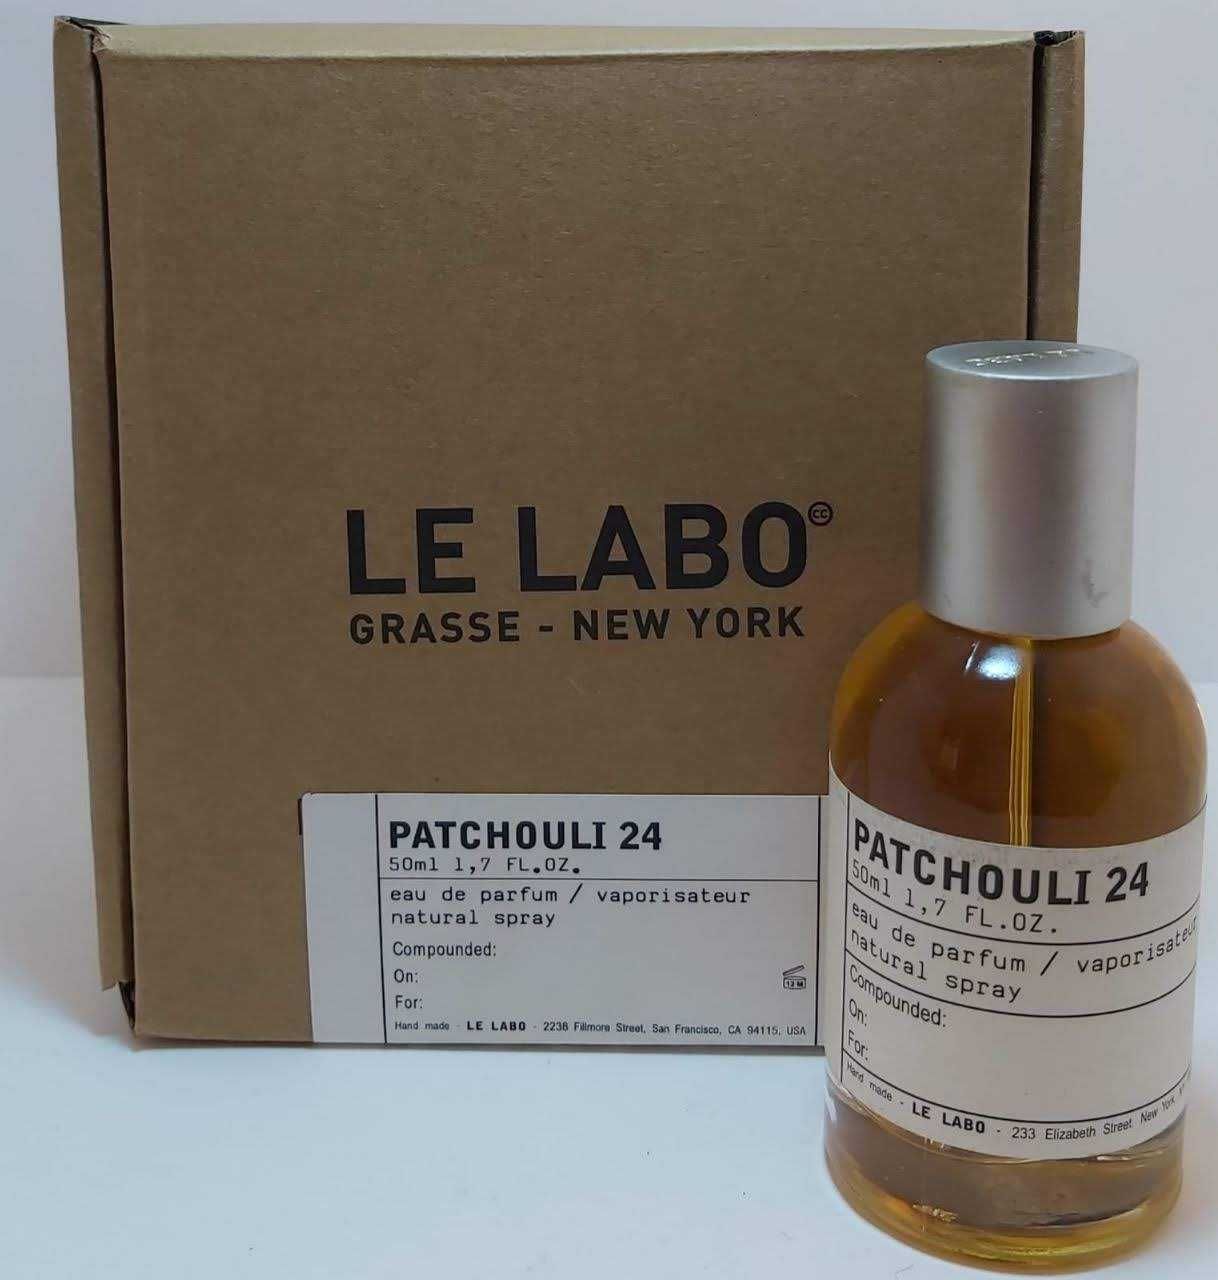 LE LABO
GRASSE - NEW YORK
PATCHOULI 24
50ml 1,7 FL.OZ.
eau de parfum / vaporisateur
natural spray
Compounded:
On:
For:
12 M
Hand made - LE LABO - 2236 Fillmore Street, San Francisco, CA 94115, USA
PATCHOULI 24
50ml 1,7 FL.OZ.
eau de parfum / vaporisateur
natural spray
Compounded:
On:
For:
Hand made - LE LABO - 233 Elizabeth Street, New York,